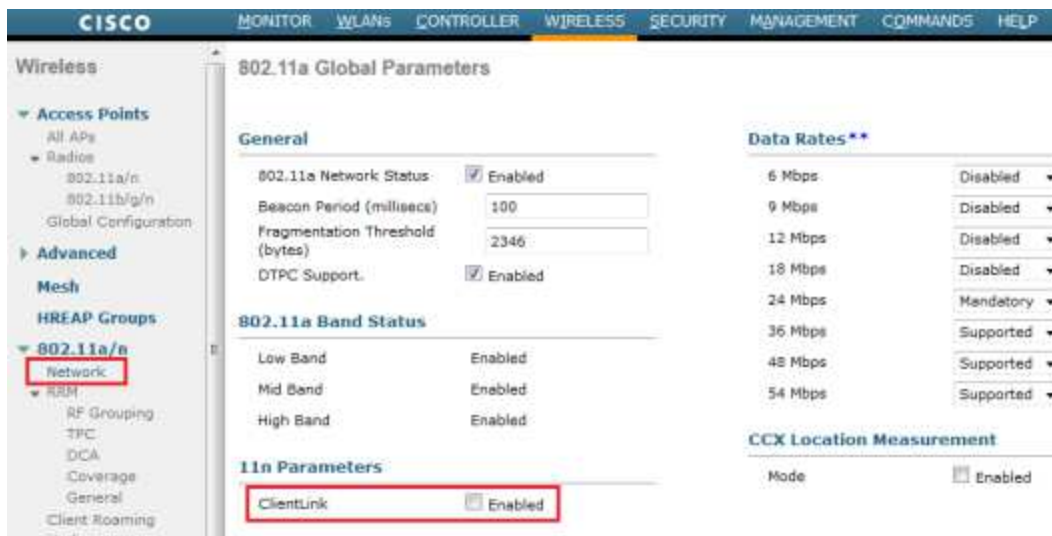 CISCO
MONITOR WLANs CONTROLLER WIRELESS SECURITY MANAGEMENT COMMANDS HELP
Wireless
Access Points
All APs
Radios
802.11a/n
802.11b/g/n
Global Configuration
Advanced
Mesh
HREAP Groups
802.11a/n
Network
RRM
RF Grouping
TPC
DCA
Coverage
General
Client Roaming
802.11a Global Parameters
General
802.11a Network Status Enabled
Beacon Period (millisecs) 100
Fragmentation Threshold
(bytes) 2346
DTPC Support. Enabled
802.11a Band Status
Low Band Enabled
Mid Band Enabled
High Band Enabled
11n Parameters
ClientLink Enabled
Data Rates**
6 Mbps Disabled
9 Mbps Disabled
12 Mbps Disabled
18 Mbps Disabled
24 Mbps Mandatory
36 Mbps Supported
48 Mbps Supported
54 Mbps Supported
CCX Location Measurement
Mode Enabled